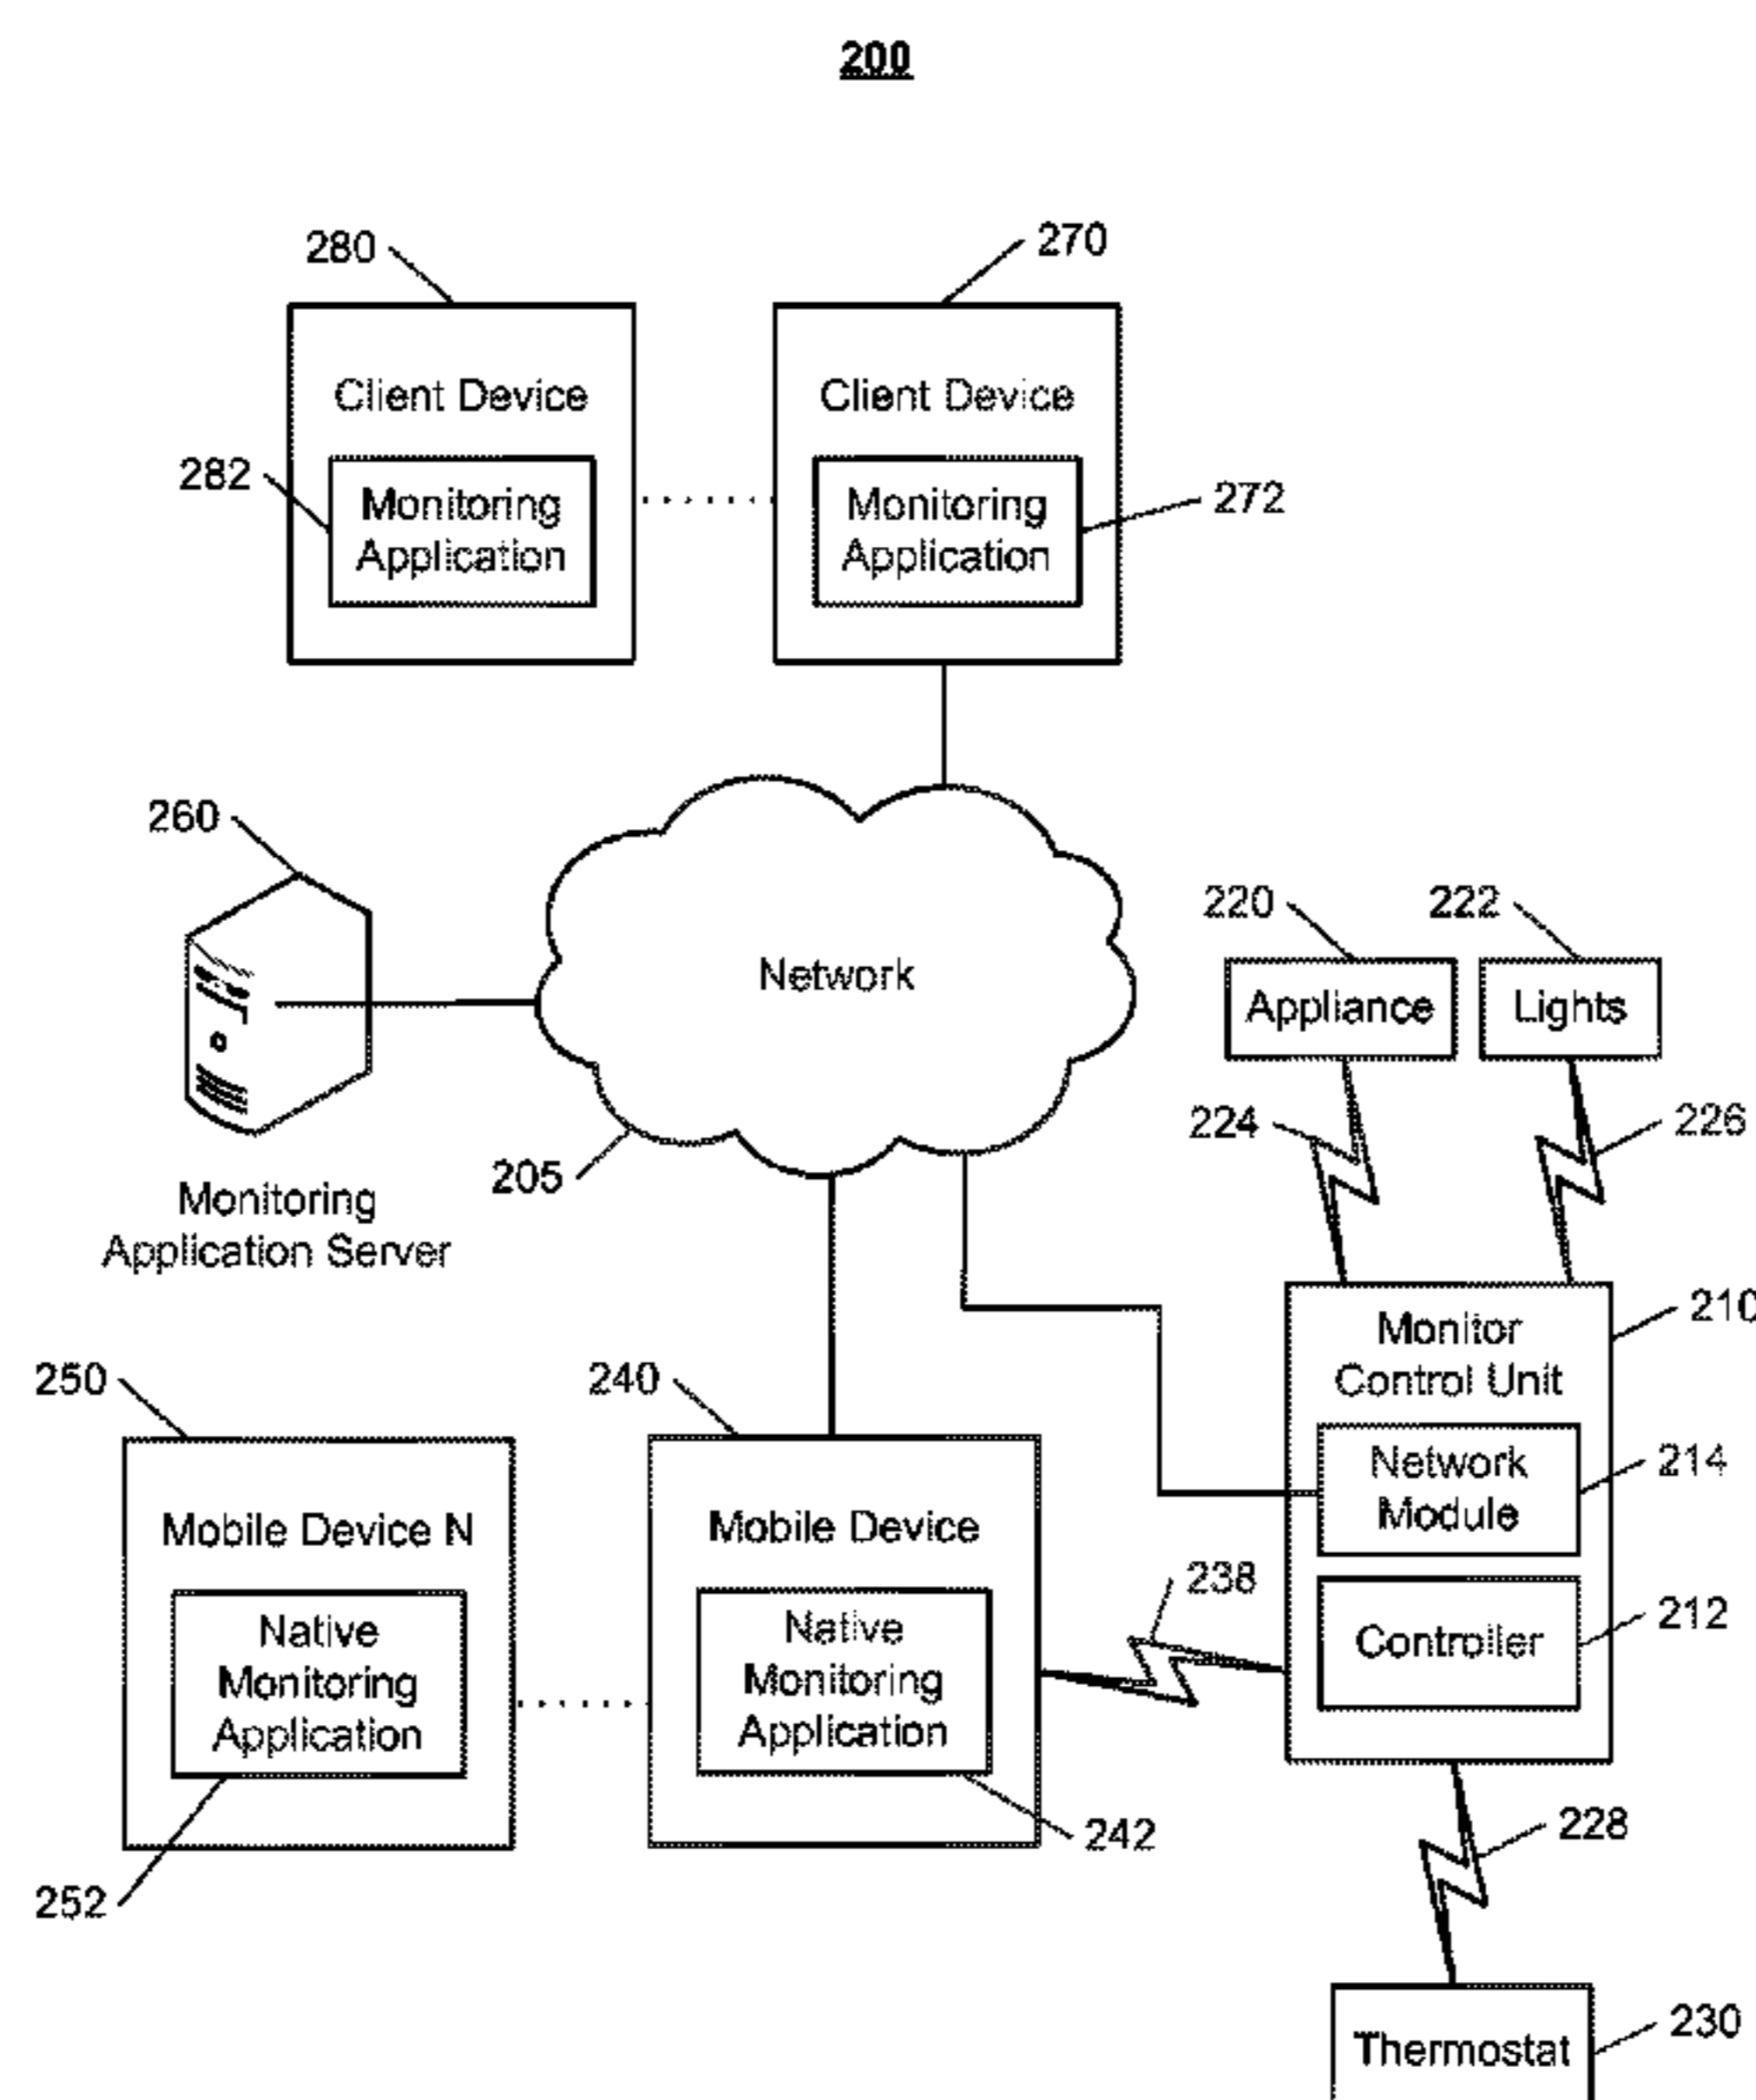 200
280
270
Client Device
Client Device
282
Monitoring
Application
Monitoring
Application
272
260
Network
220
222
Appliance
Lights
224
226
205
Monitoring
Application Server
210
Monitor
Control Unit
250
240
Network
Module
214
Mobile Device N
Mobile Device
238
212
Native
Monitoring
Application
Native
Monitoring
Application
Controller
242
228
252
230
Thermostat